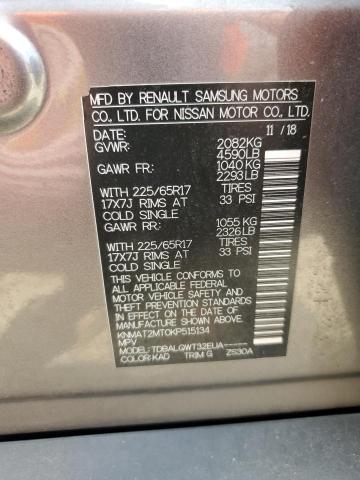 MFD BY RENAULT SAMSUNG MOTORS
CO., LTD. FOR NISSAN MOTOR CO., LTD.
DATE: 11 / 18
GVWR: 2082KG
4590LB
GAWR FR: 1040KG
2293LB
WITH 225/65R17 TIRES
17X7J RIMS AT 33 PSI
COLD SINGLE
GAWR RR: 1055 KG
2326LB
WITH 225/65R17 TIRES
17X7J RIMS AT 33 PSI
COLD SINGLE
THIS VEHICLE CONFORMS TO
ALL APPLICABLE FEDERAL
MOTOR VEHICLE SAFETY AND
THEFT PREVENTION STANDARDS
IN EFFECT ON THE DATE OF
MANUFACTURE SHOWN ABOVE.
KNMAT2MT0KP515134
MPV
MODEL: TDBALQWT32EUA-----
COLOR: KAD TRIM G ZS30A